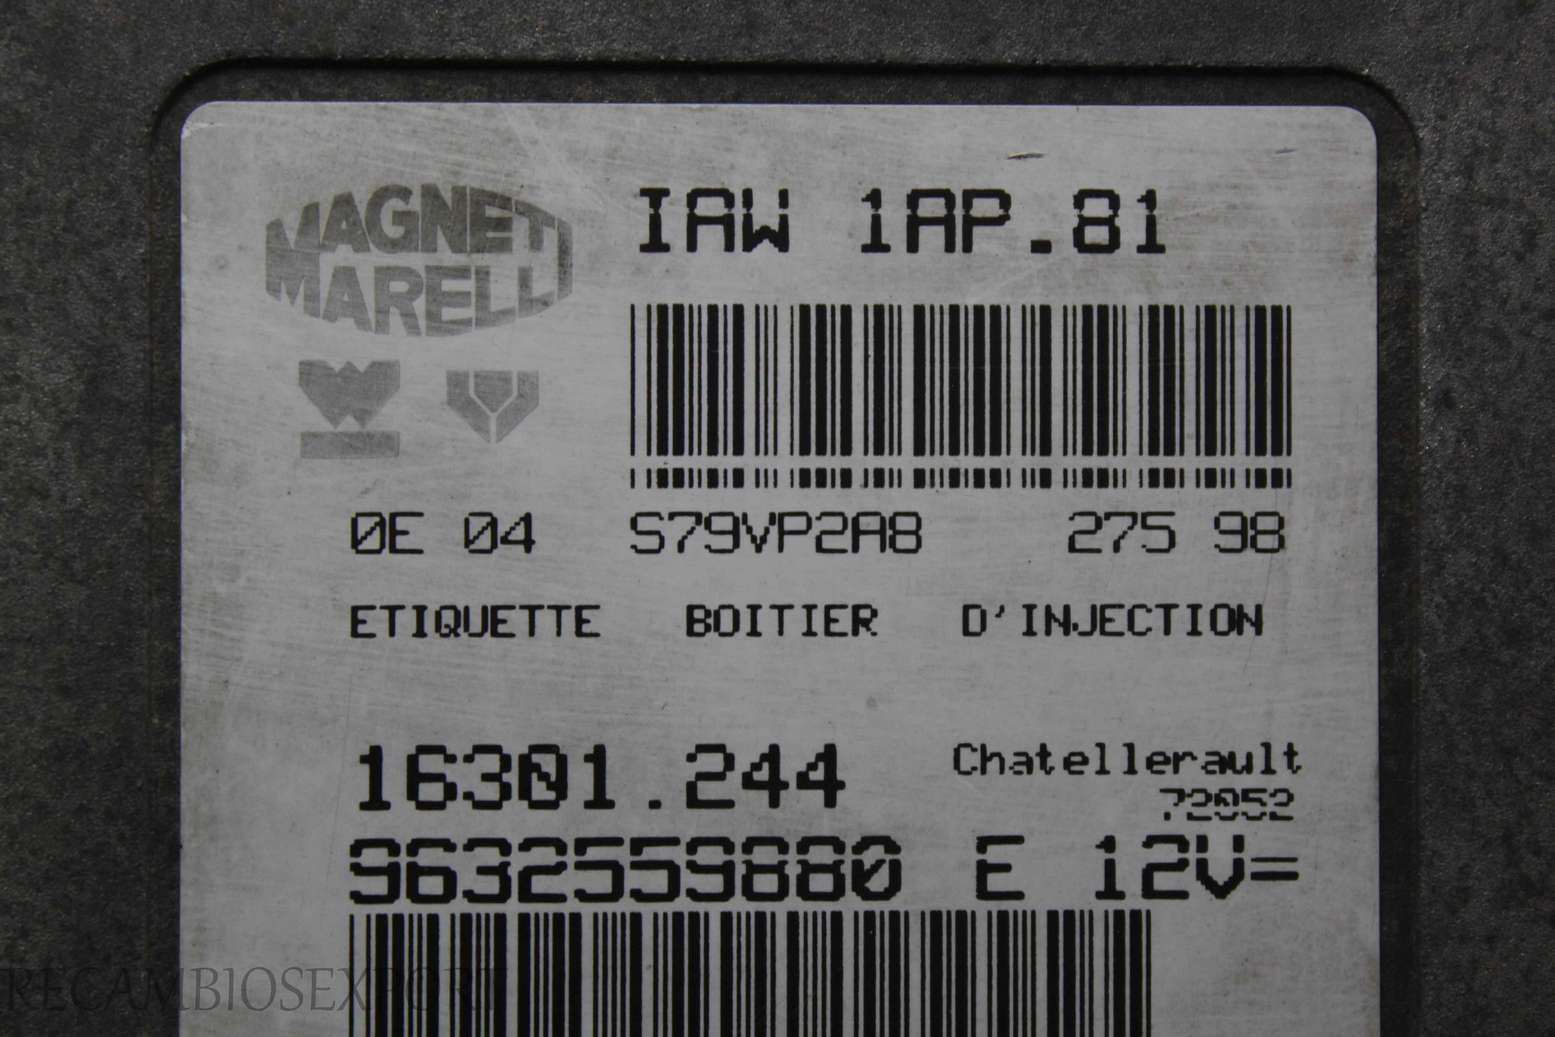 MAGNETI
MARELLI
IAW 1AP.81
0E 04 S79VP2A8 275 98
ETIQUETTE BOITIER D'INJECTION
16301.244 Chatellerault
72052
9632559880 E 12V=
RECAMBIOSEXPORT